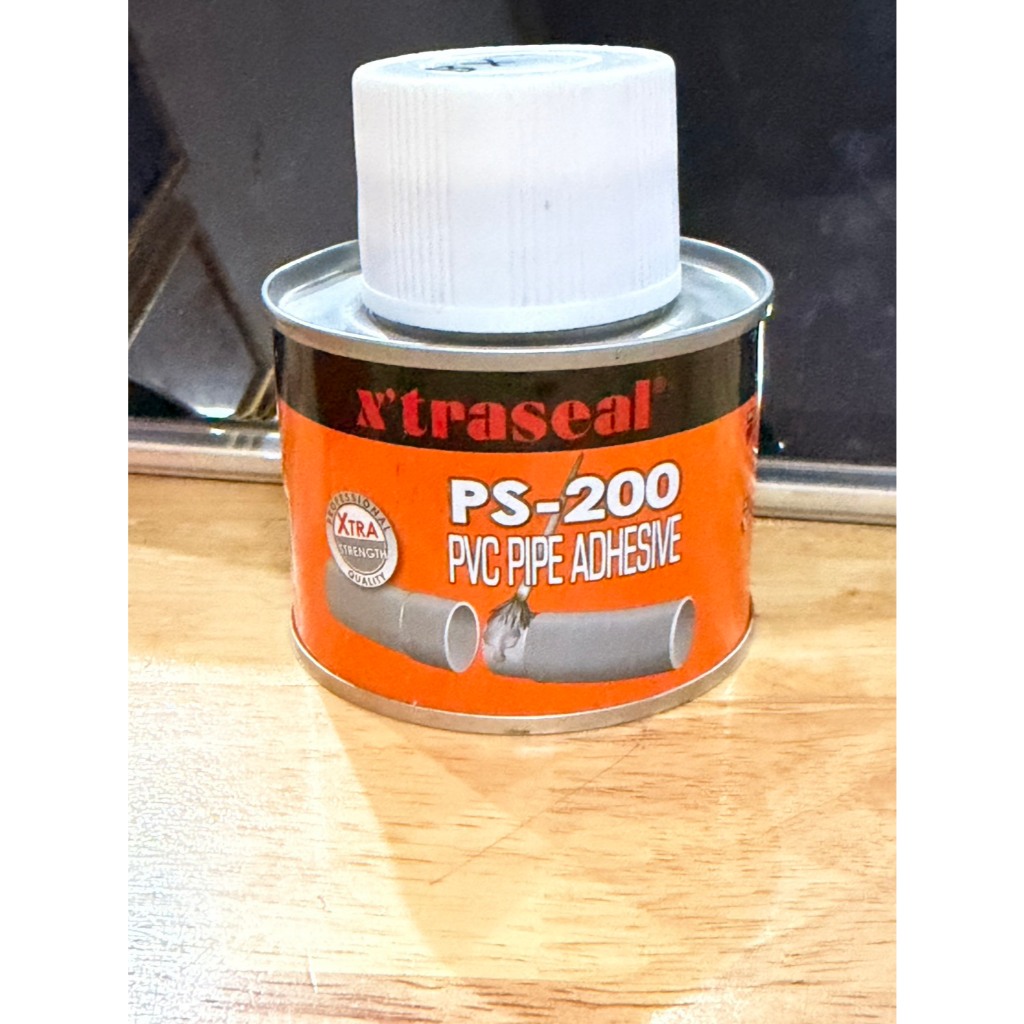 x'traseal®
PS-200
PVC PIPE ADHESIVE
PROFESSIONAL
XTRA
STRENGTH
QUALITY